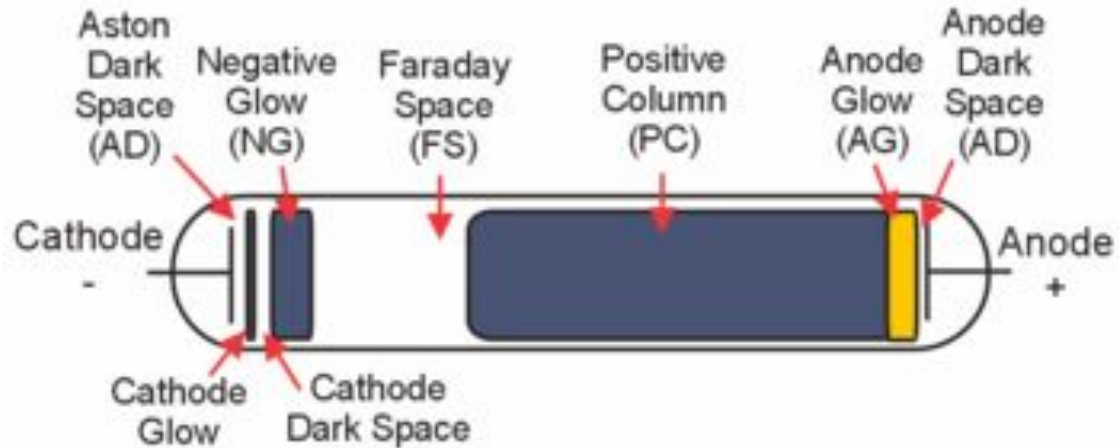 Aston
Dark
Space
(AD)
Negative
Glow
(NG)
Faraday
Space
(FS)
Positive
Column
(PC)
Anode
Glow
(AG)
Anode
Dark
Space
(AD)
Cathode
-
Anode
+
Cathode
Glow
Cathode
Dark Space